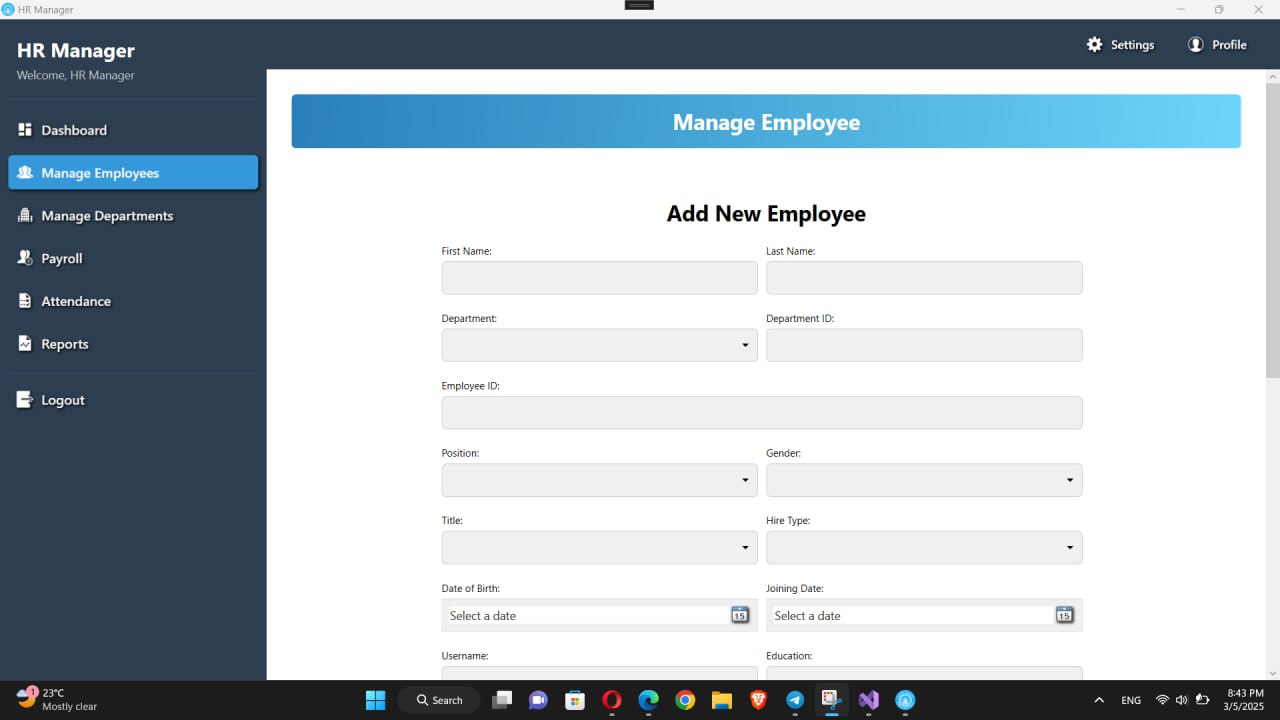 HR Manager
HR Manager
Welcome, HR Manager
Settings
Profile
Dashboard
Manage Employees
Manage Departments
Payroll
Attendance
Reports
Logout
Manage Employee
Add New Employee
First Name:
Last Name:
Department:
Department ID:
Employee ID:
Position:
Gender:
Title:
Hire Type:
Date of Birth:
Joining Date:
Select a date
15
Select a date
15
Username:
Education:
1
23°C
Mostly clear
Search
ENG
8:43 PM
3/5/2025